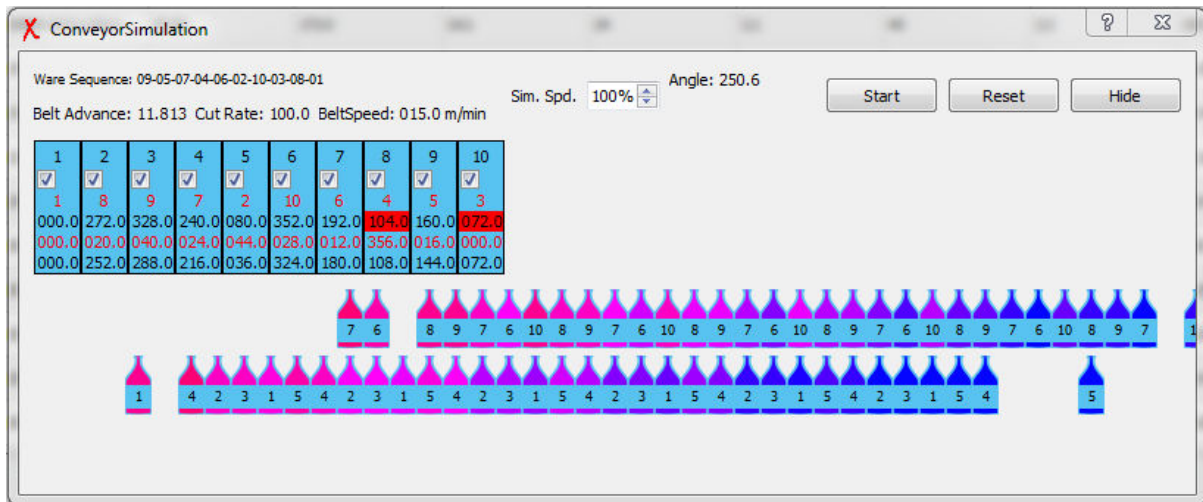 ConveyorSimulation
Ware Sequence: 09-05-07-04-06-02-10-03-08-01
Sim. Spd. 100% Angle: 250.6 Start Reset Hide
Belt Advance: 11.813 Cut Rate: 100.0 BeltSpeed: 015.0 m/min
1 2 3 4 5 6 7 8 9 10
1 8 9 7 2 10 6 4 5 3
000.0 272.0 328.0 240.0 080.0 352.0 192.0 104.0 160.0 072.0
000.0 020.0 040.0 024.0 044.0 028.0 012.0 356.0 016.0 000.0
000.0 252.0 288.0 216.0 036.0 324.0 180.0 108.0 144.0 072.0
7 6 8 9 7 6 10 8 9 7 6 10 8 9 7 6 10 8 9 7 6 10 8 9 7 6 10 8 9 7
1 4 2 3 1 5 4 2 3 1 5 4 2 3 1 5 4 2 3 1 5 4 2 3 1 5 4 2 3 1 5 4 5